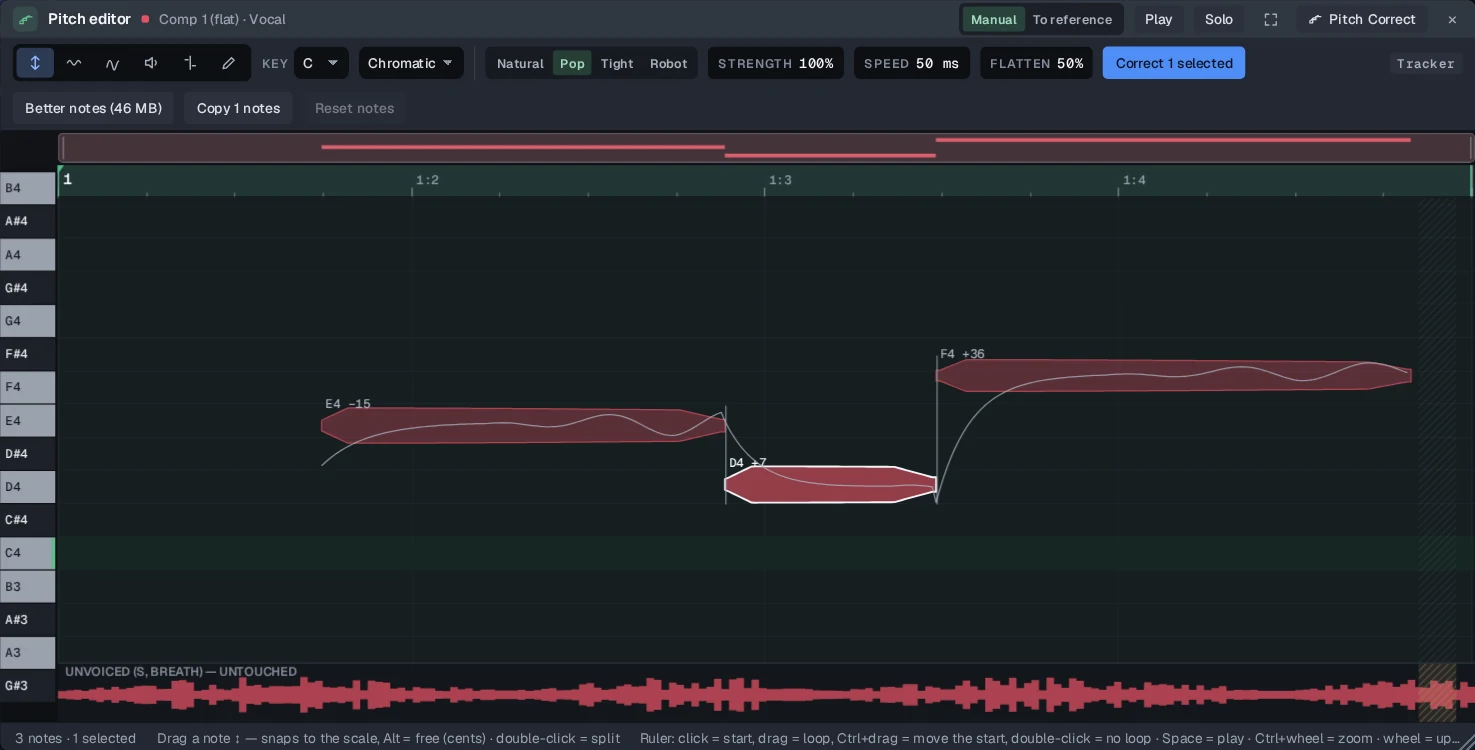 Pitch editor Comp 1 (flat) · Vocal Manual To reference Play Solo Pitch Correct ×
KEY C Chromatic Natural Pop Tight Robot STRENGTH 100% SPEED 50 ms FLATTEN 50% Correct 1 selected Tracker
Better notes (46 MB) Copy 1 notes Reset notes
1 1:2 1:3 1:4
B4
A#4
A4
G#4
G4
F#4
F4 +36
F4
E4 −15
E4
D#4
D4 +7
D4
C#4
C4
B3
A#3
A3
UNVOICED (S, BREATH) — UNTOUCHED
G#3
3 notes · 1 selected Drag a note ↕ — snaps to the scale, Alt = free (cents) · double-click = split Ruler: click = start, drag = loop, Ctrl+drag = move the start, double-click = no loop · Space = play · Ctrl+wheel = zoom · wheel = up…